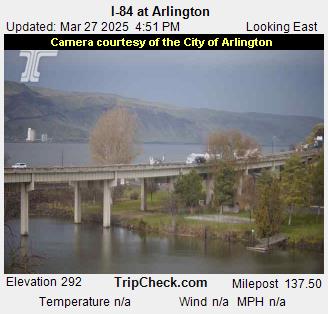 I-84 at Arlington
Updated: Mar 27 2025 4:51 PM Looking East
Camera courtesy of the City of Arlington
Elevation 292 TripCheck.com Milepost 137.50
Temperature n/a Wind n/a MPH n/a